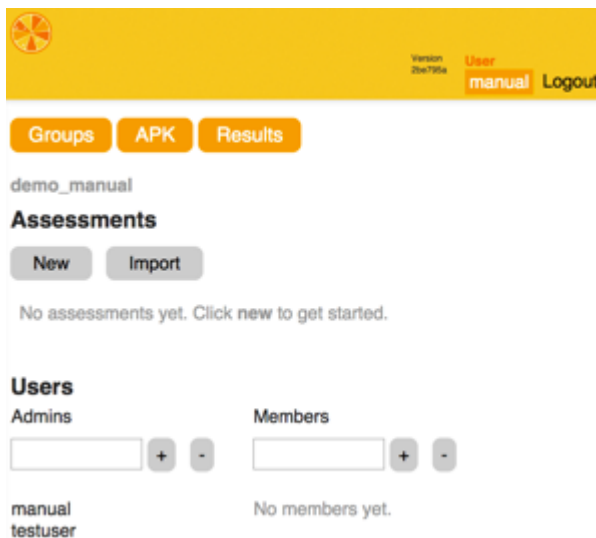 Version User
2be795a manual Logout
Groups APK Results
demo_manual
Assessments
New Import
No assessments yet. Click new to get started.
Users
Admins Members
+ - + -
manual No members yet.
testuser